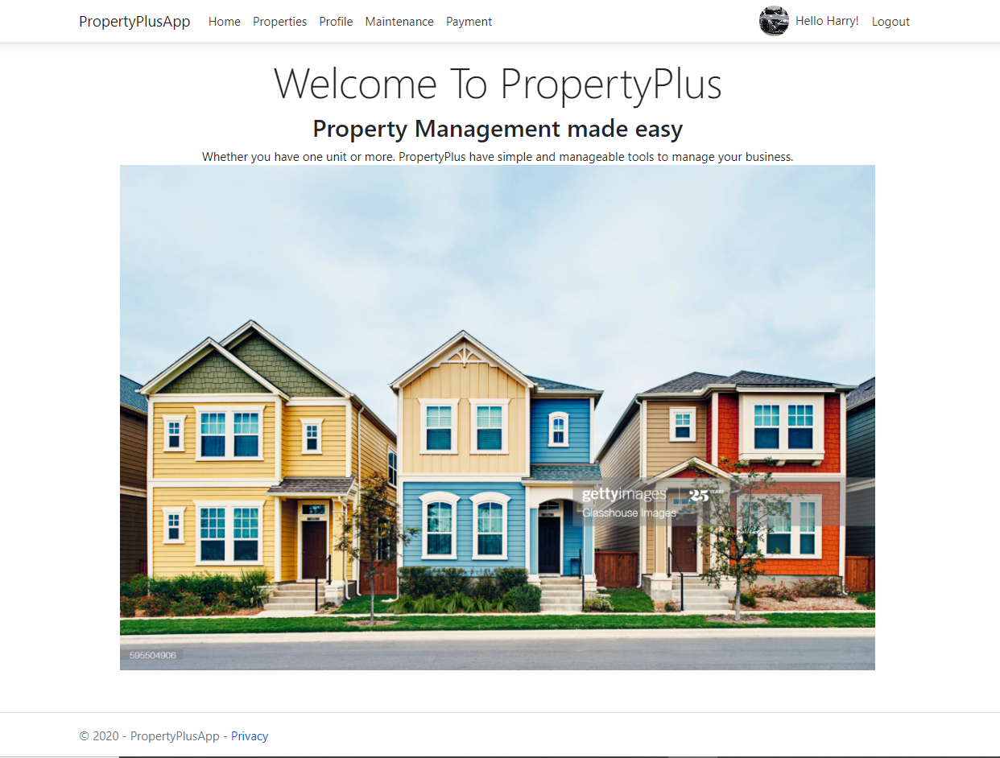 PropertyPlusApp Home Properties Profile Maintenance Payment Hello Harry! Logout
Welcome To PropertyPlus
Property Management made easy
Whether you have one unit or more. PropertyPlus have simple and manageable tools to manage your business.
gettyimages 25 YEARS
Glasshouse Images
595504906
© 2020 - PropertyPlusApp - Privacy